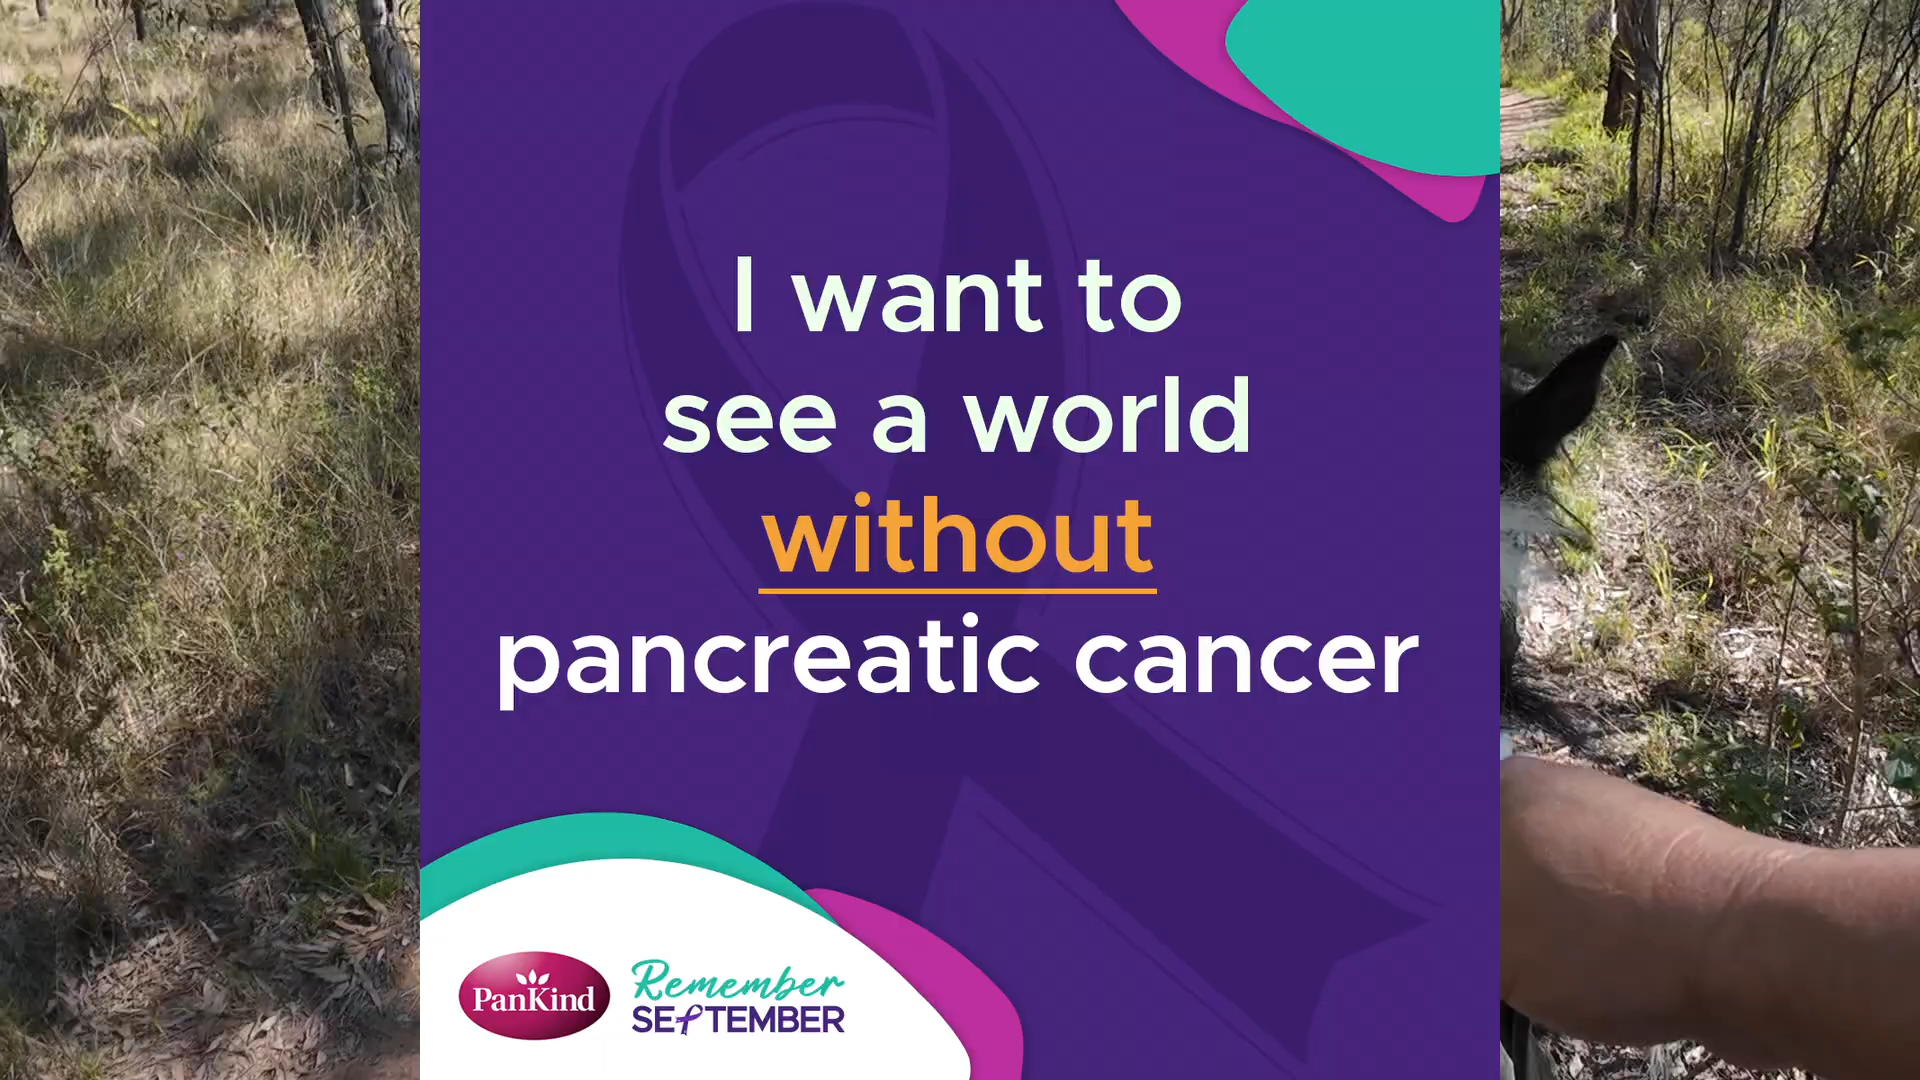 I want to
see a world
without
pancreatic cancer
PanKind
Remember
SEPTEMBER